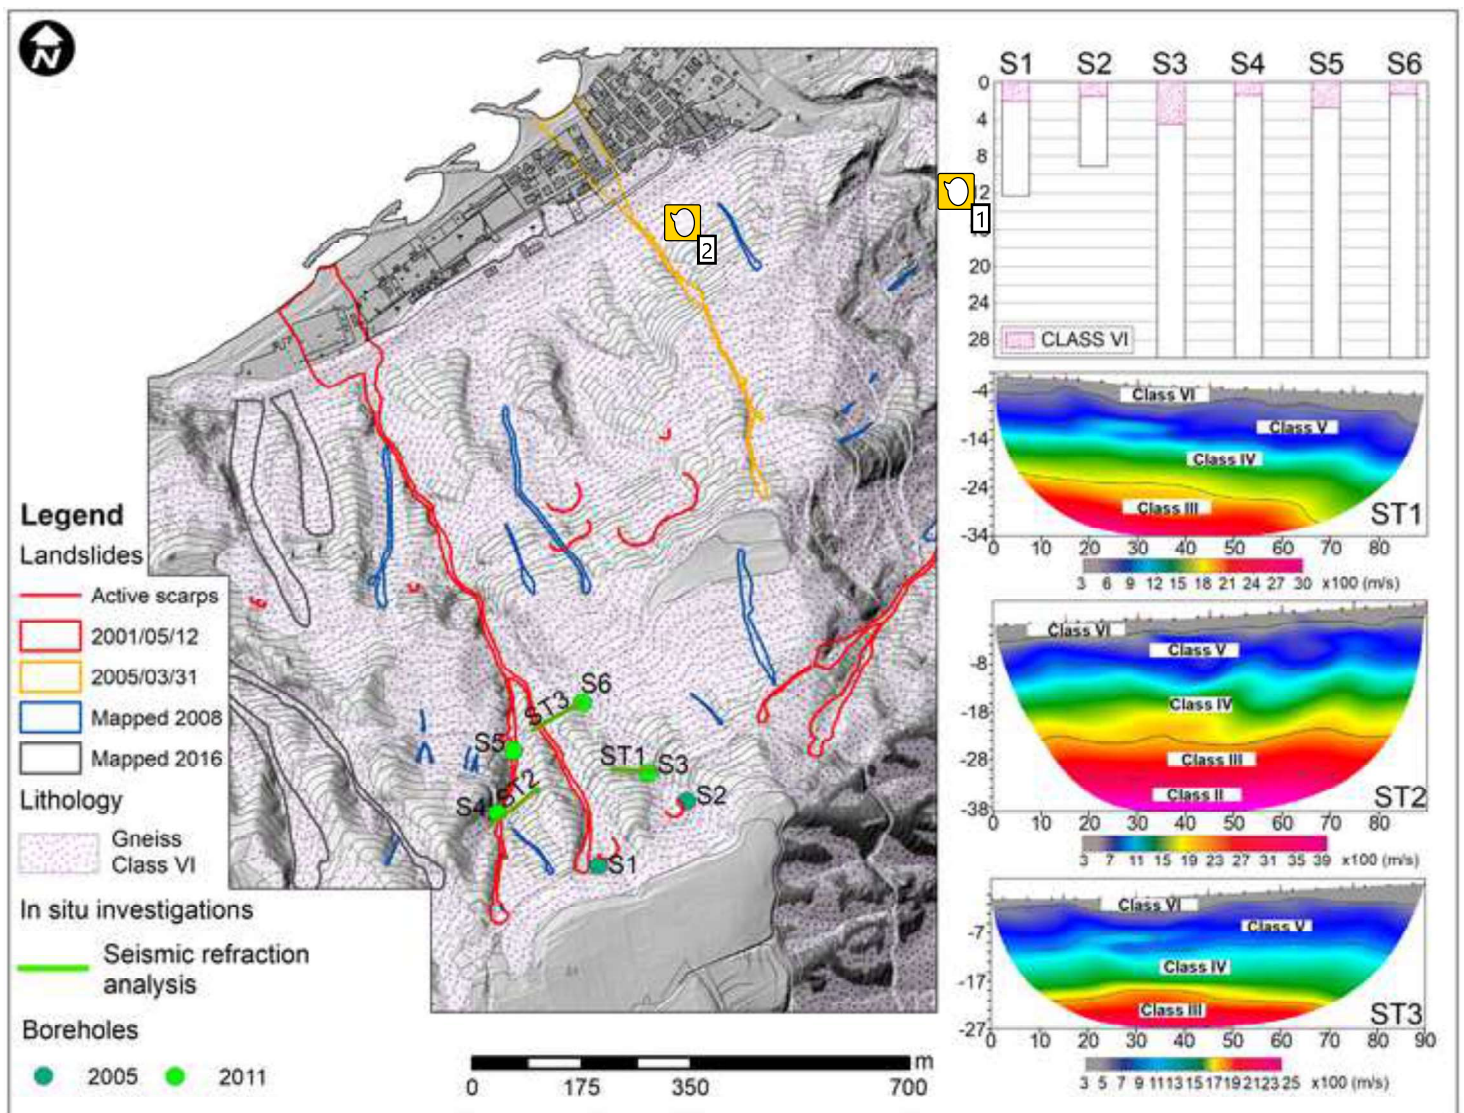 N
S1 S2 S3 S4 S5 S6
0
4
8
12
20
24
28
CLASS VI
-4
-14
-24
-34
Class VI
Class V
Class IV
Class III
ST1
0 10 20 30 40 50 60 70 80
3 6 9 12 15 18 21 24 27 30 x100 (m/s)
-8
-18
-28
-38
Class VI
Class V
Class IV
Class III
Class II
ST2
0 10 20 30 40 50 60 70 80 90
3 7 11 15 19 23 27 31 35 39 x100 (m/s)
-7
-17
-27
Class VI
Class V
Class IV
Class III
ST3
0 10 20 30 40 50 60 70 80 90
3 5 7 9 11 13 15 17 19 21 23 25 x100 (m/s)
1
2
S6
ST3
S5
ST1
S3
ST2
S4
S2
S1
Legend
Landslides
Active scarps
2001/05/12
2005/03/31
Mapped 2008
Mapped 2016
Lithology
Gneiss
Class VI
In situ investigations
Seismic refraction
analysis
Boreholes
2005 2011
m
0 175 350 700